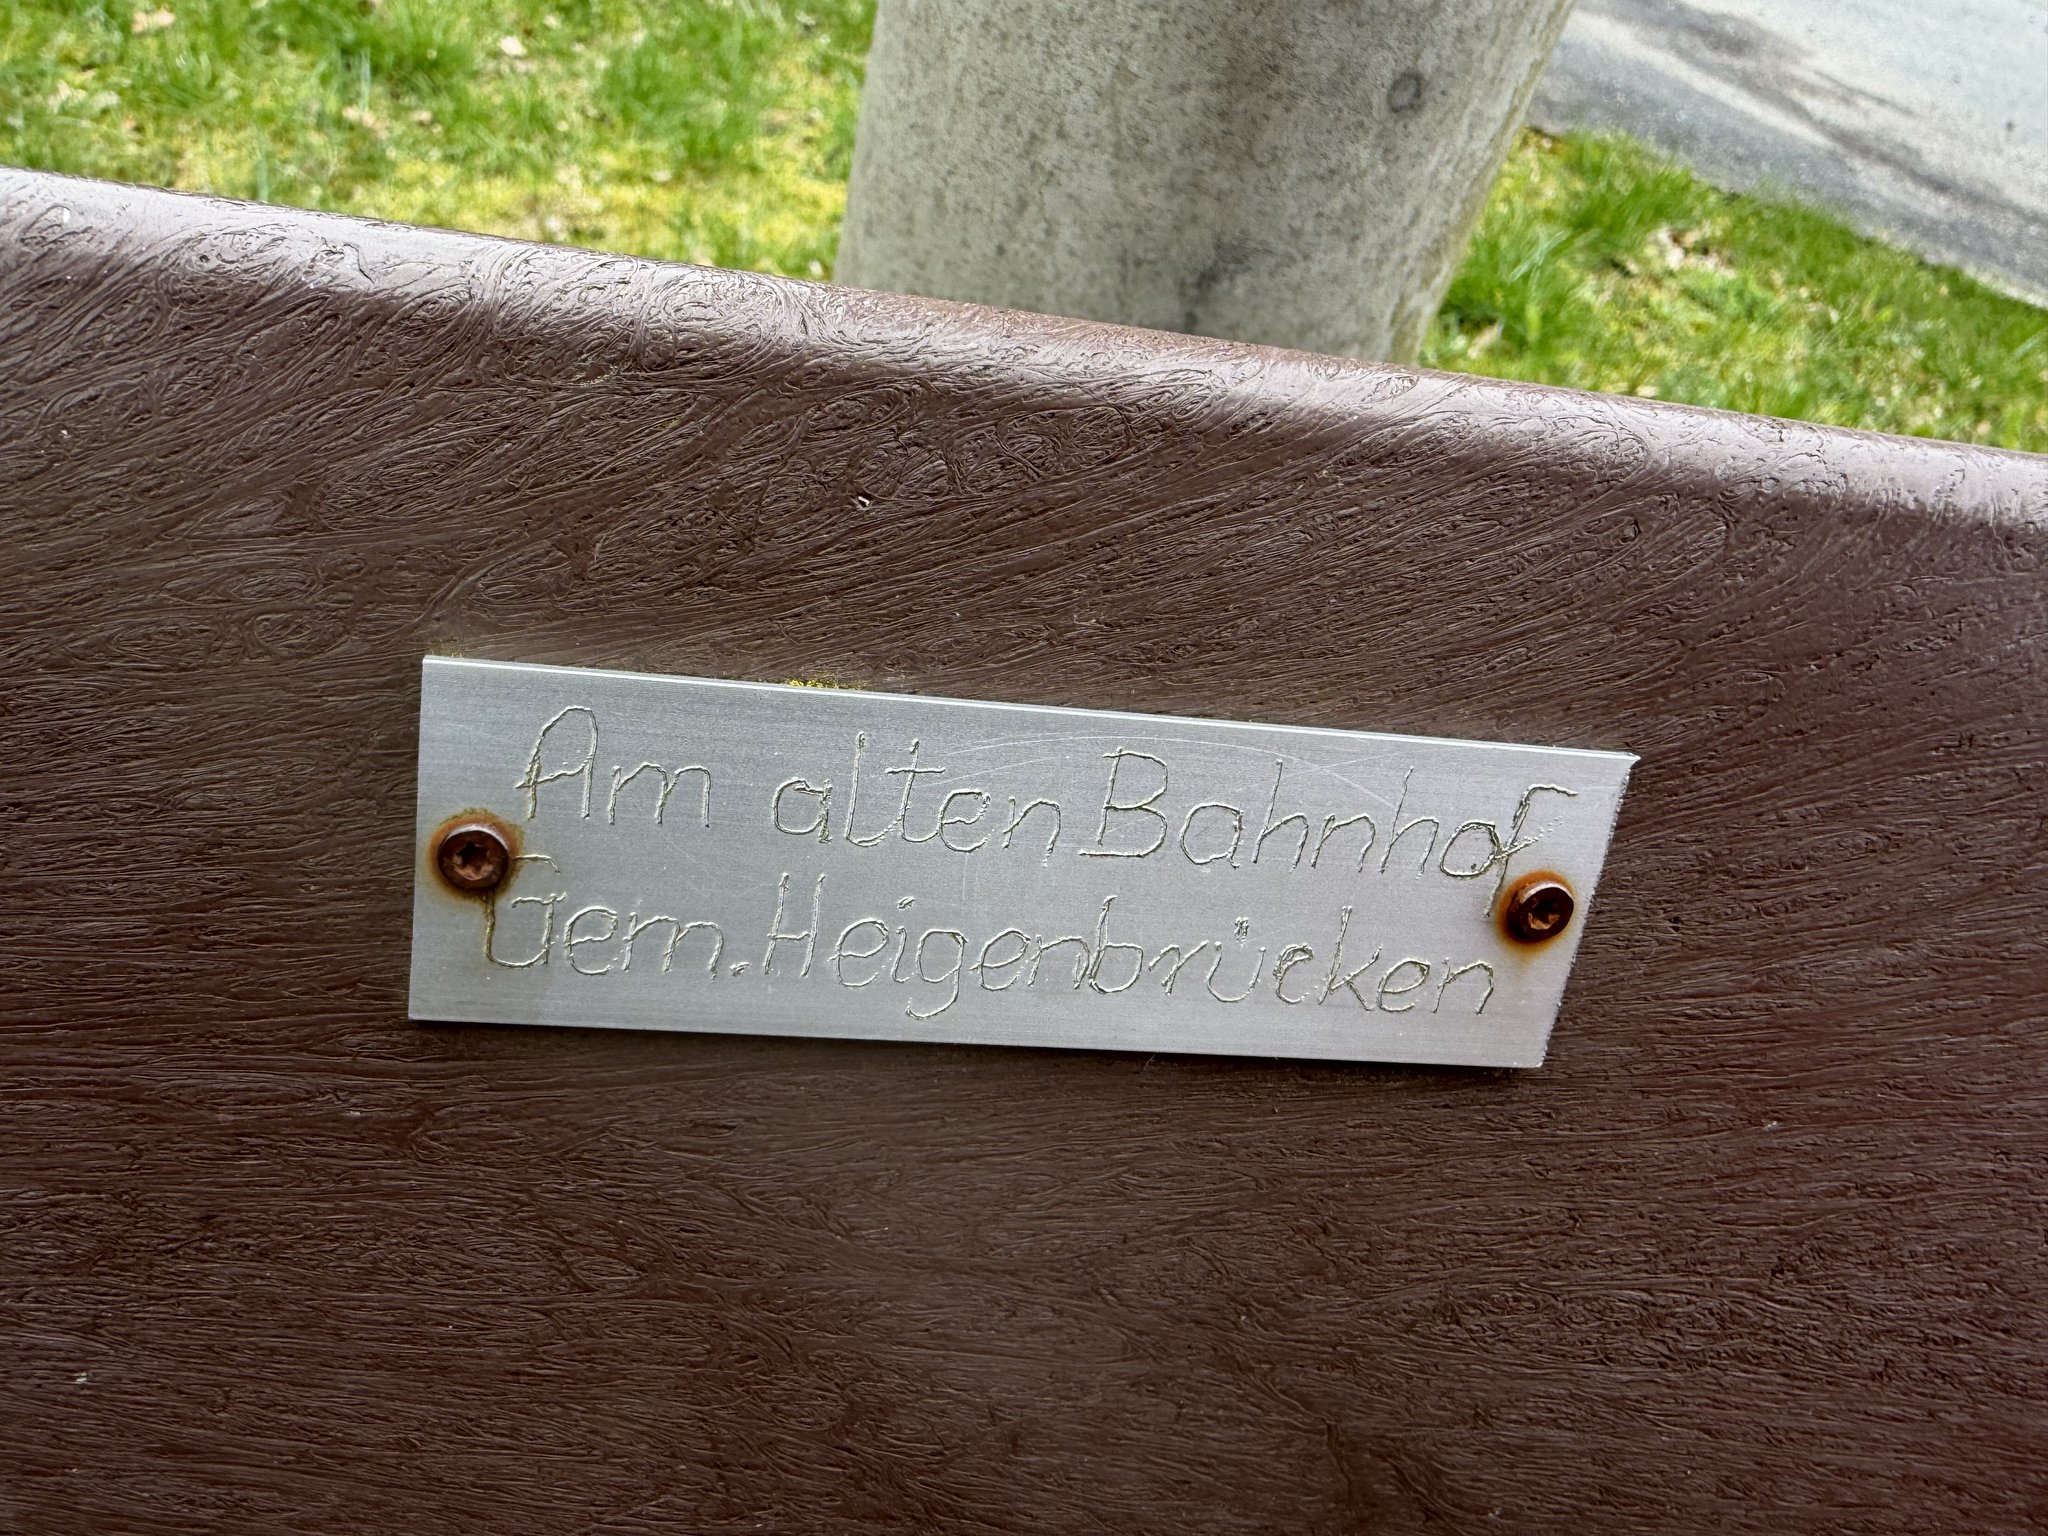 Am alten Bahnhof
Gem. Heigenbrücken